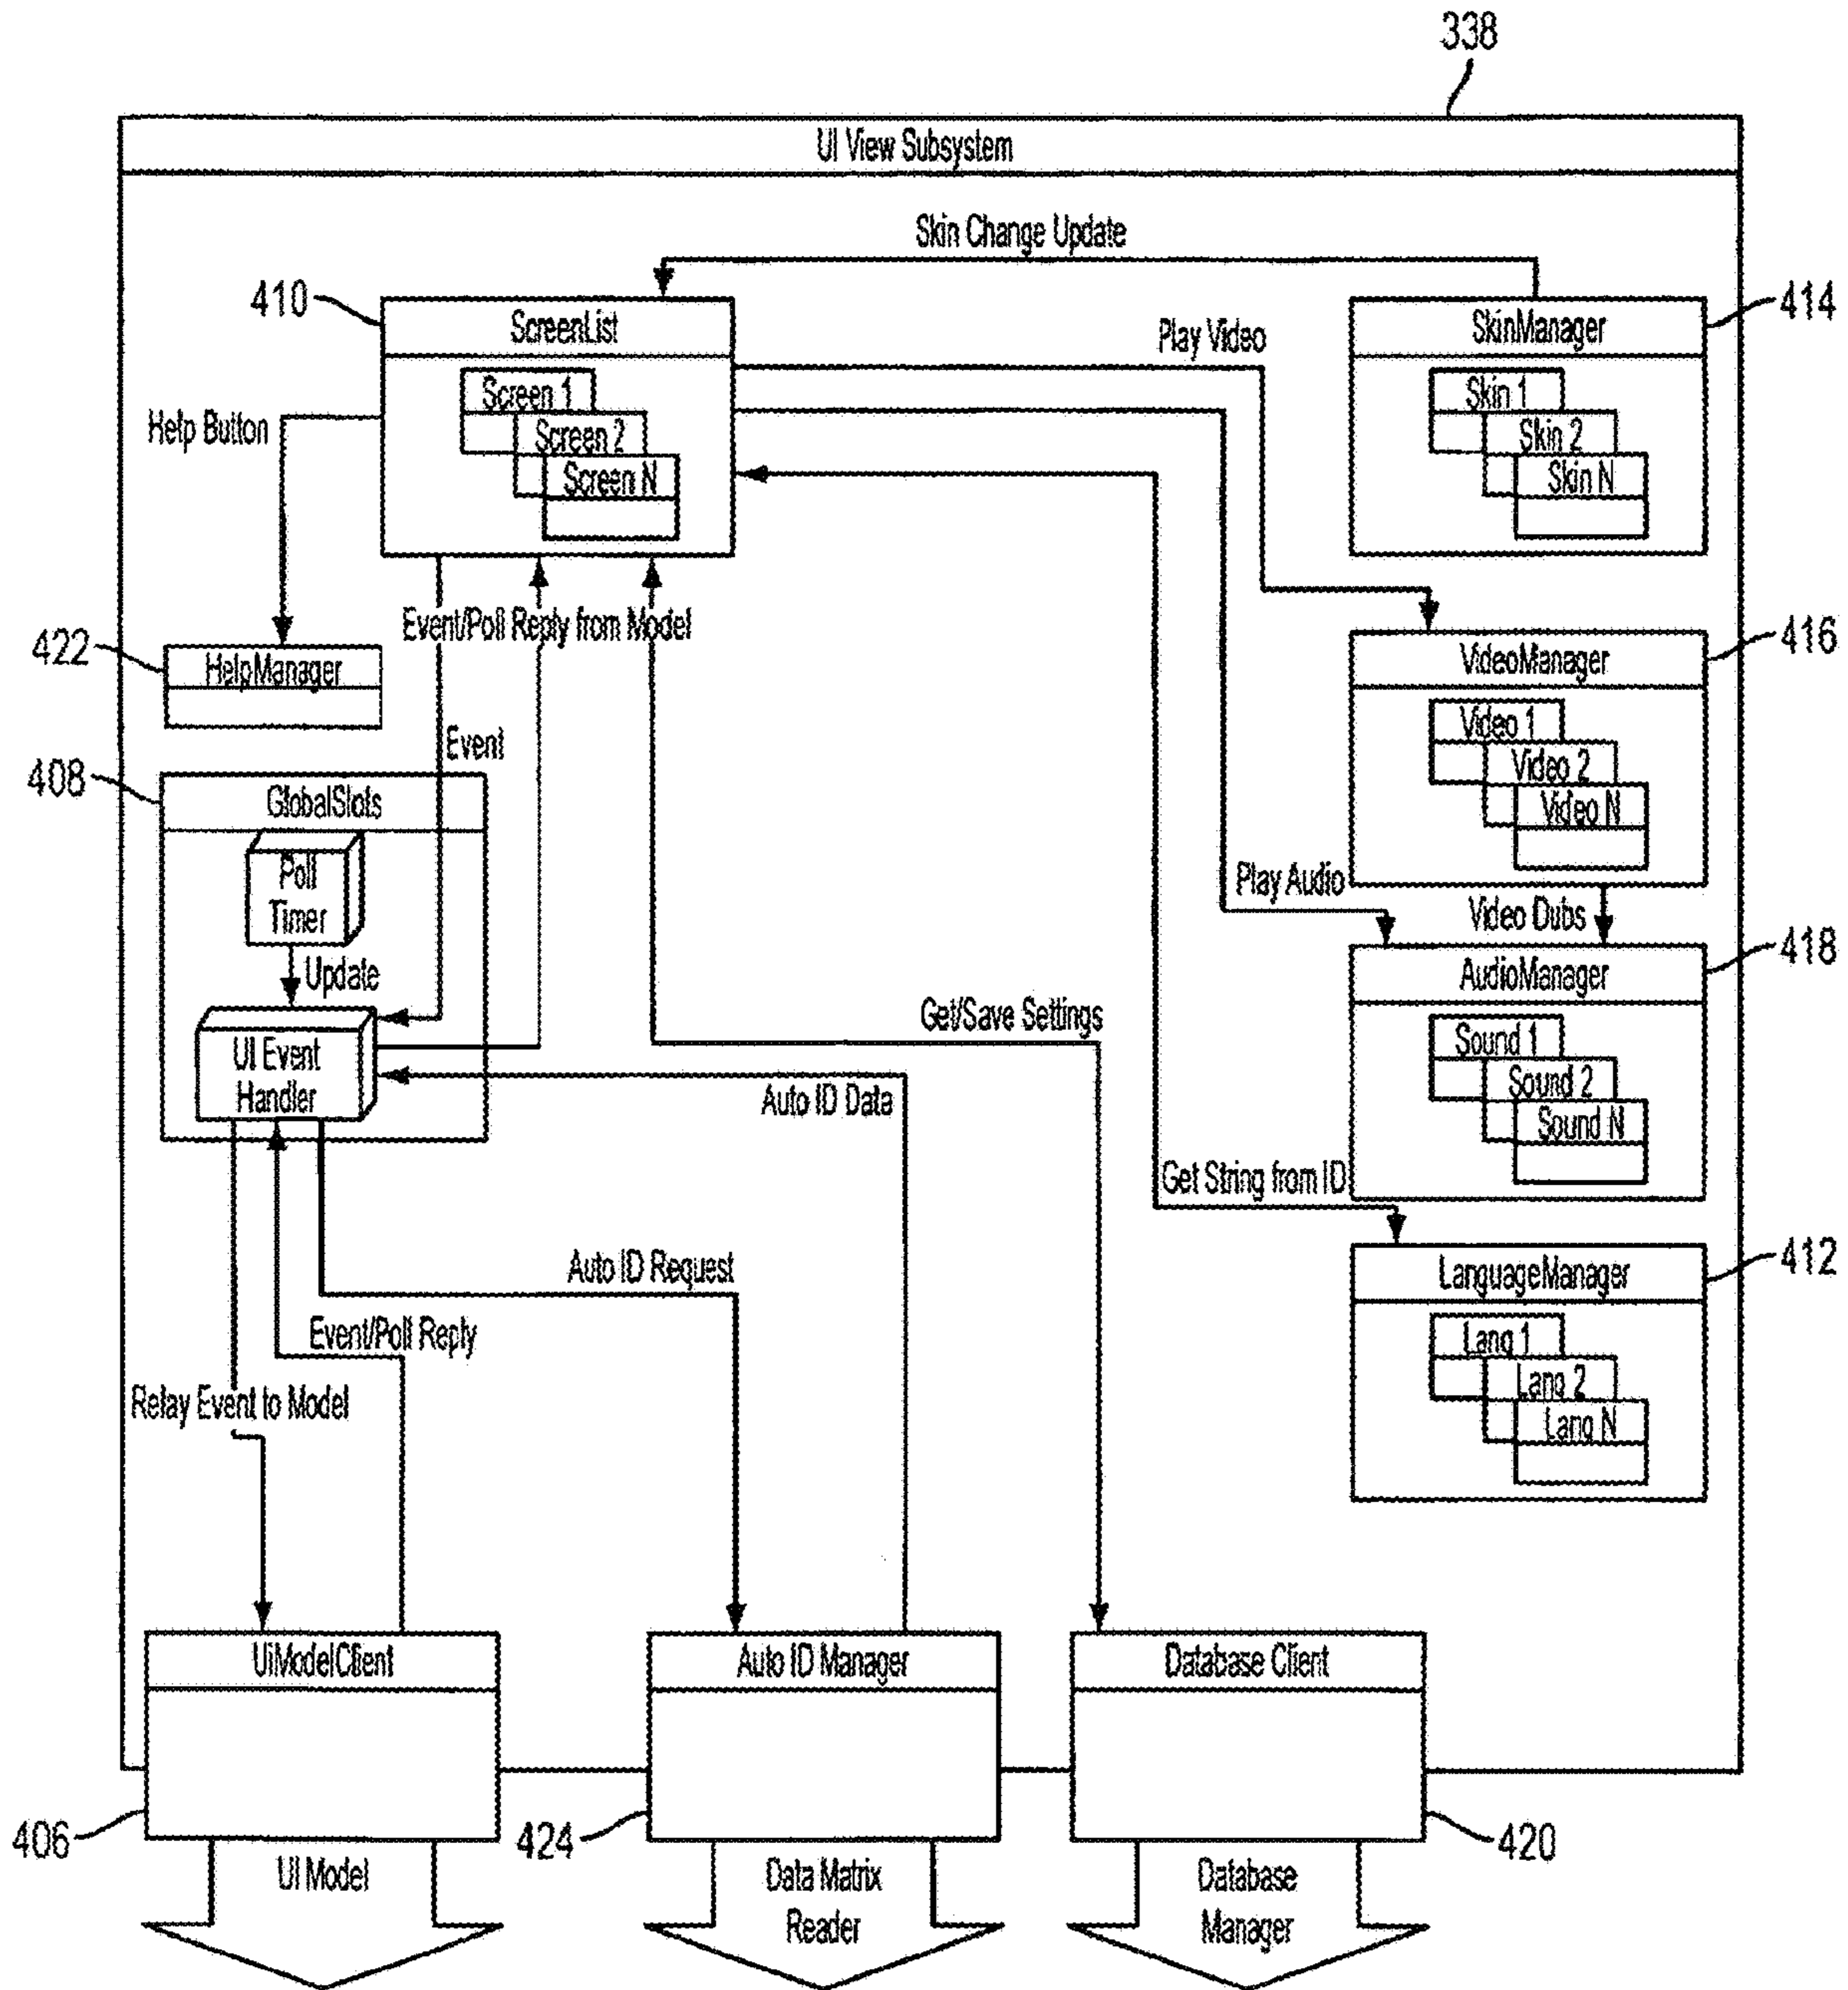 338
UI View Subsystem
Skin Change Update
410
ScreenList
Screen 1
Screen 2
Screen N
Play Video
SkinManager
414
Skin 1
Skin 2
Skin N
Help Button
Event/Poll Reply from Model
422
HelpManager
VideoManager
416
Video 1
Video 2
Video N
Event
408
GlobalSlots
Poll
Timer
Update
UI Event
Handler
Play Audio
Video Dubs
AudioManager
418
Sound 1
Sound 2
Sound N
Get/Save Settings
Auto ID Data
Get String from ID
LanguageManager
412
Lang 1
Lang 2
Lang N
Auto ID Request
Event/Poll Reply
Relay Event to Model
UiModelClient
Auto ID Manager
Database Client
406
424
420
UI Model
Data Matrix
Reader
Database
Manager